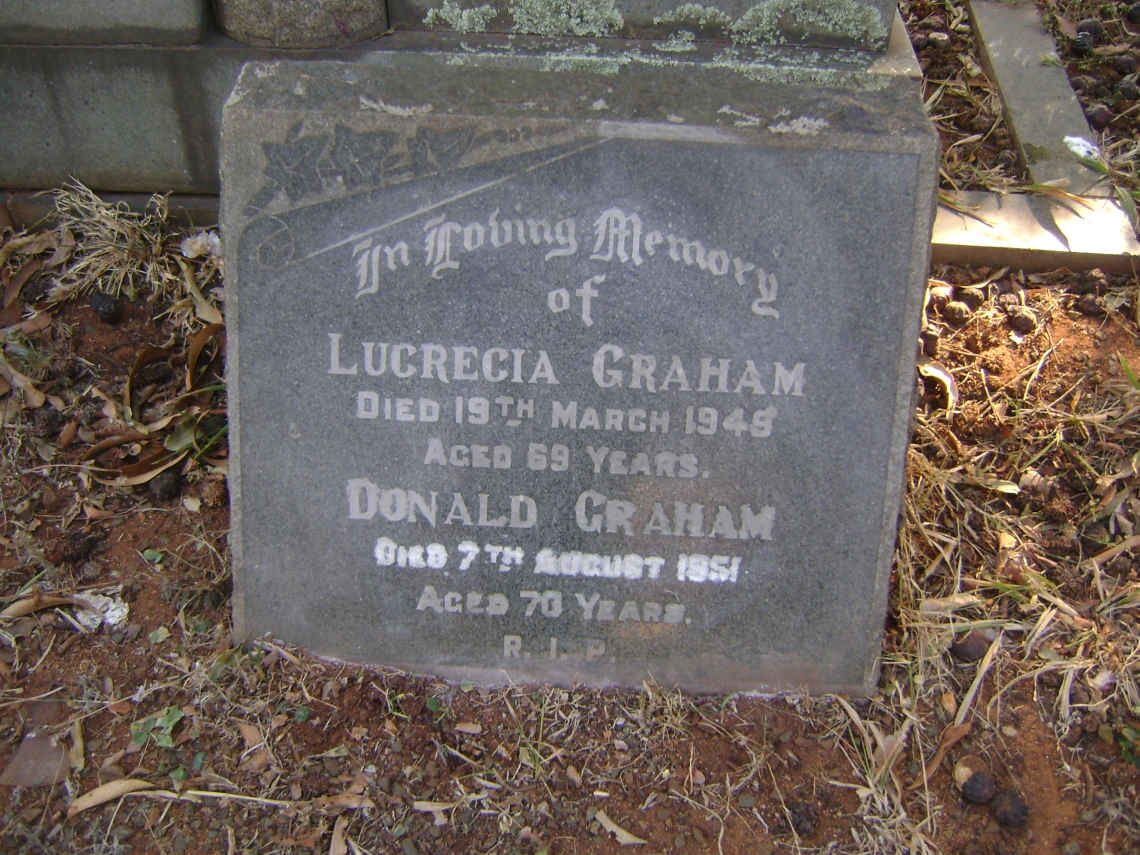 In Loving Memory
of
LUCRECIA GRAHAM
DIED 19TH MARCH 1949
AGED 69 YEARS.
DONALD GRAHAM
DIED 7TH AUGUST 1951
AGED 70 YEARS.
R.I.P.